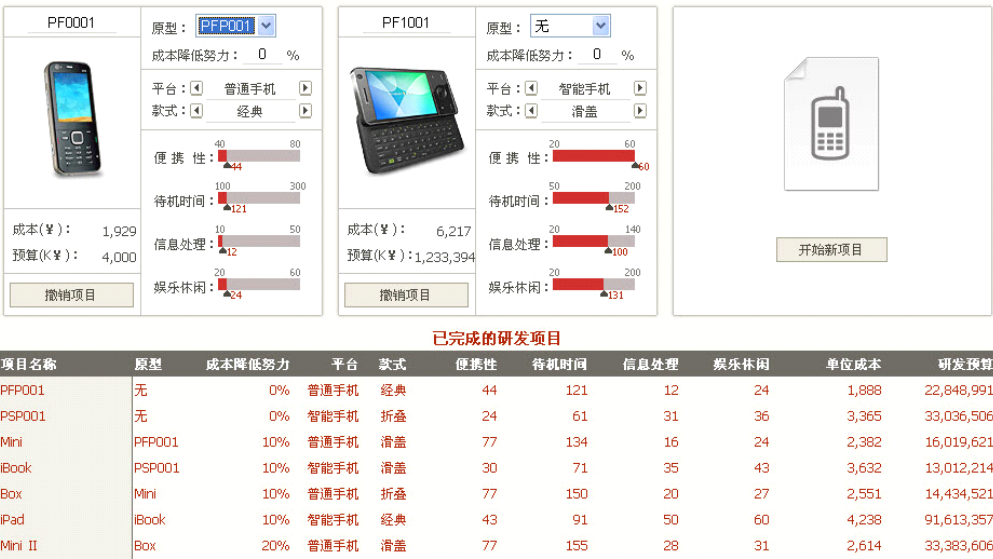 PF0001
原型： PFP001
成本降低努力： 0 %
平台： 普通手机
款式： 经典
便 携 性： 40 80 44
待机时间： 100 300 121
信息处理： 10 50 12
娱乐休闲： 20 60 24
成本(¥)： 1,929
预算(K¥)： 4,000
撤销项目
PF1001
原型： 无
成本降低努力： 0 %
平台： 智能手机
款式： 滑盖
便 携 性： 20 60 60
待机时间： 50 200 152
信息处理： 20 140 100
娱乐休闲： 20 200 131
成本(¥)： 6,217
预算(K¥)：1,233,394
撤销项目
开始新项目
已完成的研发项目
项目名称 原型 成本降低努力 平台 款式 便携性 待机时间 信息处理 娱乐休闲 单位成本 研发预算
PFP001 无 0% 普通手机 经典 44 121 12 24 1,888 22,848,991
PSP001 无 0% 智能手机 折叠 24 61 31 36 3,365 33,036,506
Mini PFP001 10% 普通手机 滑盖 77 134 16 24 2,382 16,019,621
iBook PSP001 10% 智能手机 滑盖 30 71 35 43 3,632 13,012,214
Box Mini 10% 普通手机 折叠 77 150 20 27 2,551 14,434,521
iPad iBook 10% 智能手机 经典 43 91 50 60 4,238 91,613,357
Mini II Box 20% 普通手机 滑盖 77 155 28 31 2,614 33,383,606